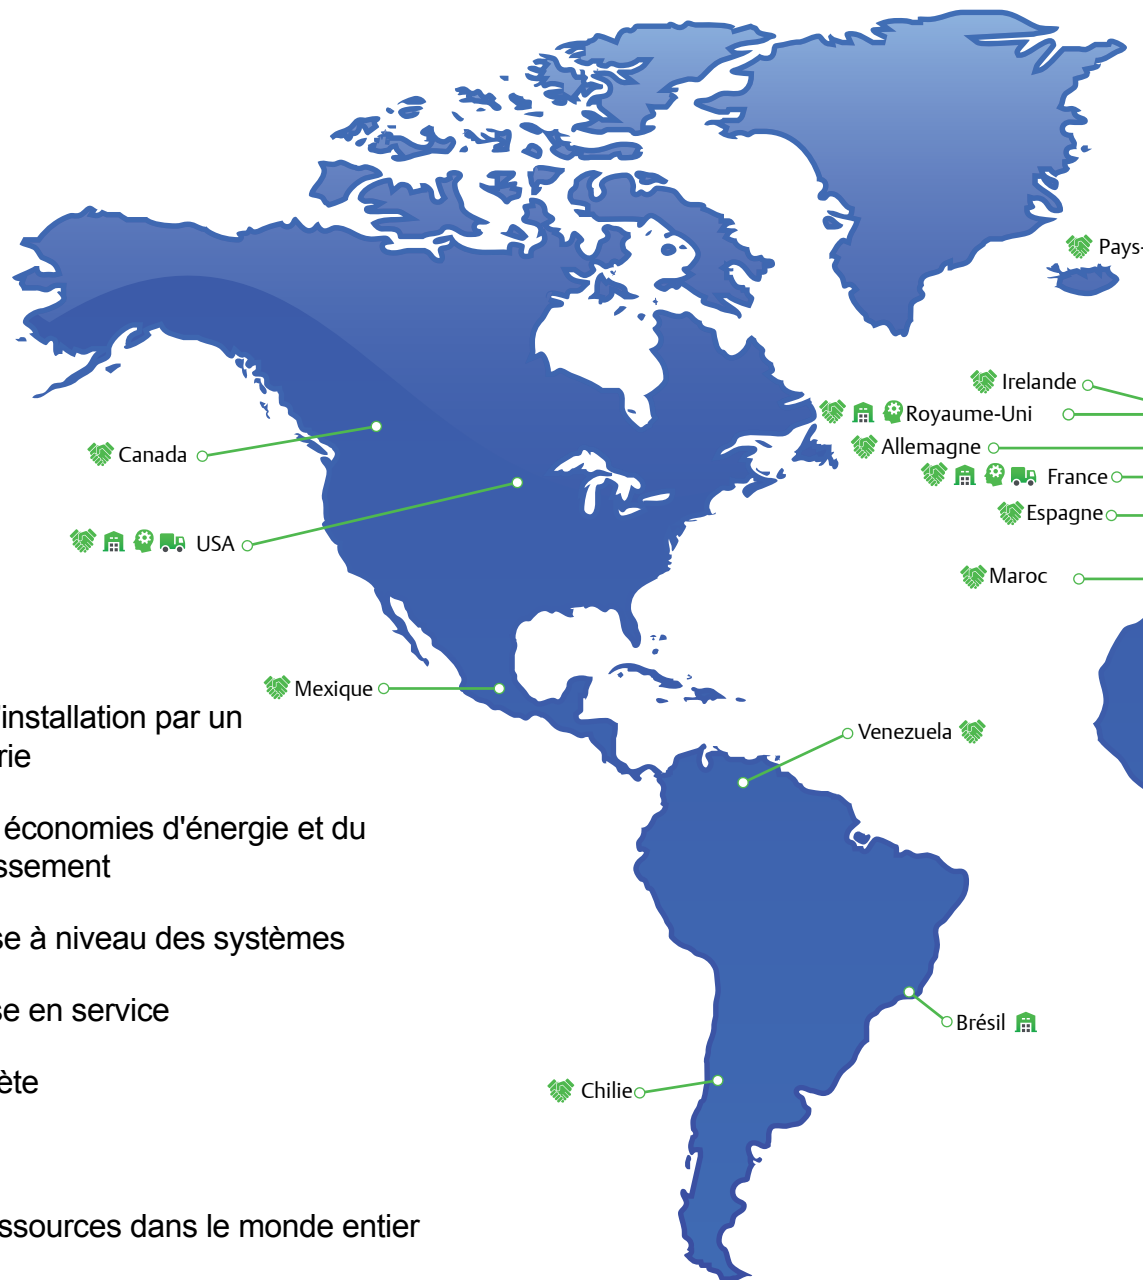 Pays-
Irelande
Royaume-Uni
Allemagne
France
Espagne
Maroc
Canada
USA
Mexique
Venezuela
Brésil
Chilie
'installation par un
rie
économies d'énergie et du
ssement
se à niveau des systèmes
se en service
ète
ssources dans le monde entier